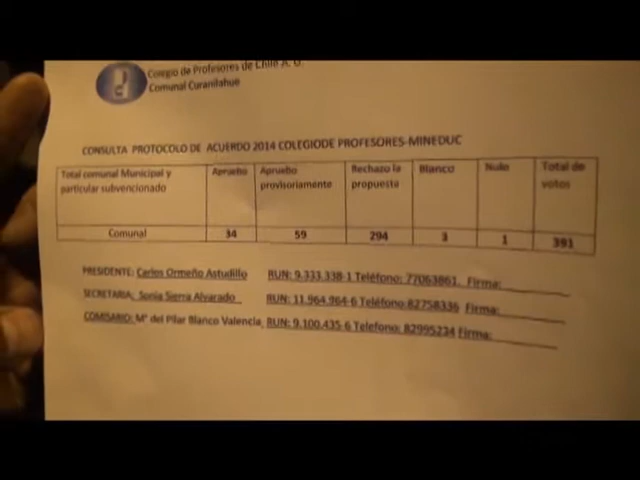 Colegio de Profesores de Chile A. G.
Comunal Curanilahue
CONSULTA PROTOCOLO DE ACUERDO 2014 COLEGIODE PROFESORES-MINEDUC
Total comunal Municipal y particular subvencionado Apruebo Apruebo provisoriamente Rechazo la propuesta Blanco Nulo Total de votos
Comunal 34 59 294 3 1 391
PRESIDENTE: Carlos Ormeño Astudillo RUN: 9.333.338-1 Teléfono: 77063861. Firma:
SECRETARIA, Sonia Sierra Alvarado RUN: 11.964.964-6 Teléfono 82758336 Firma:
COMISARIO: Mª del Pilar Blanco Valencia, RUN: 9.100.435-6 Telefono: 82995234 Firma: